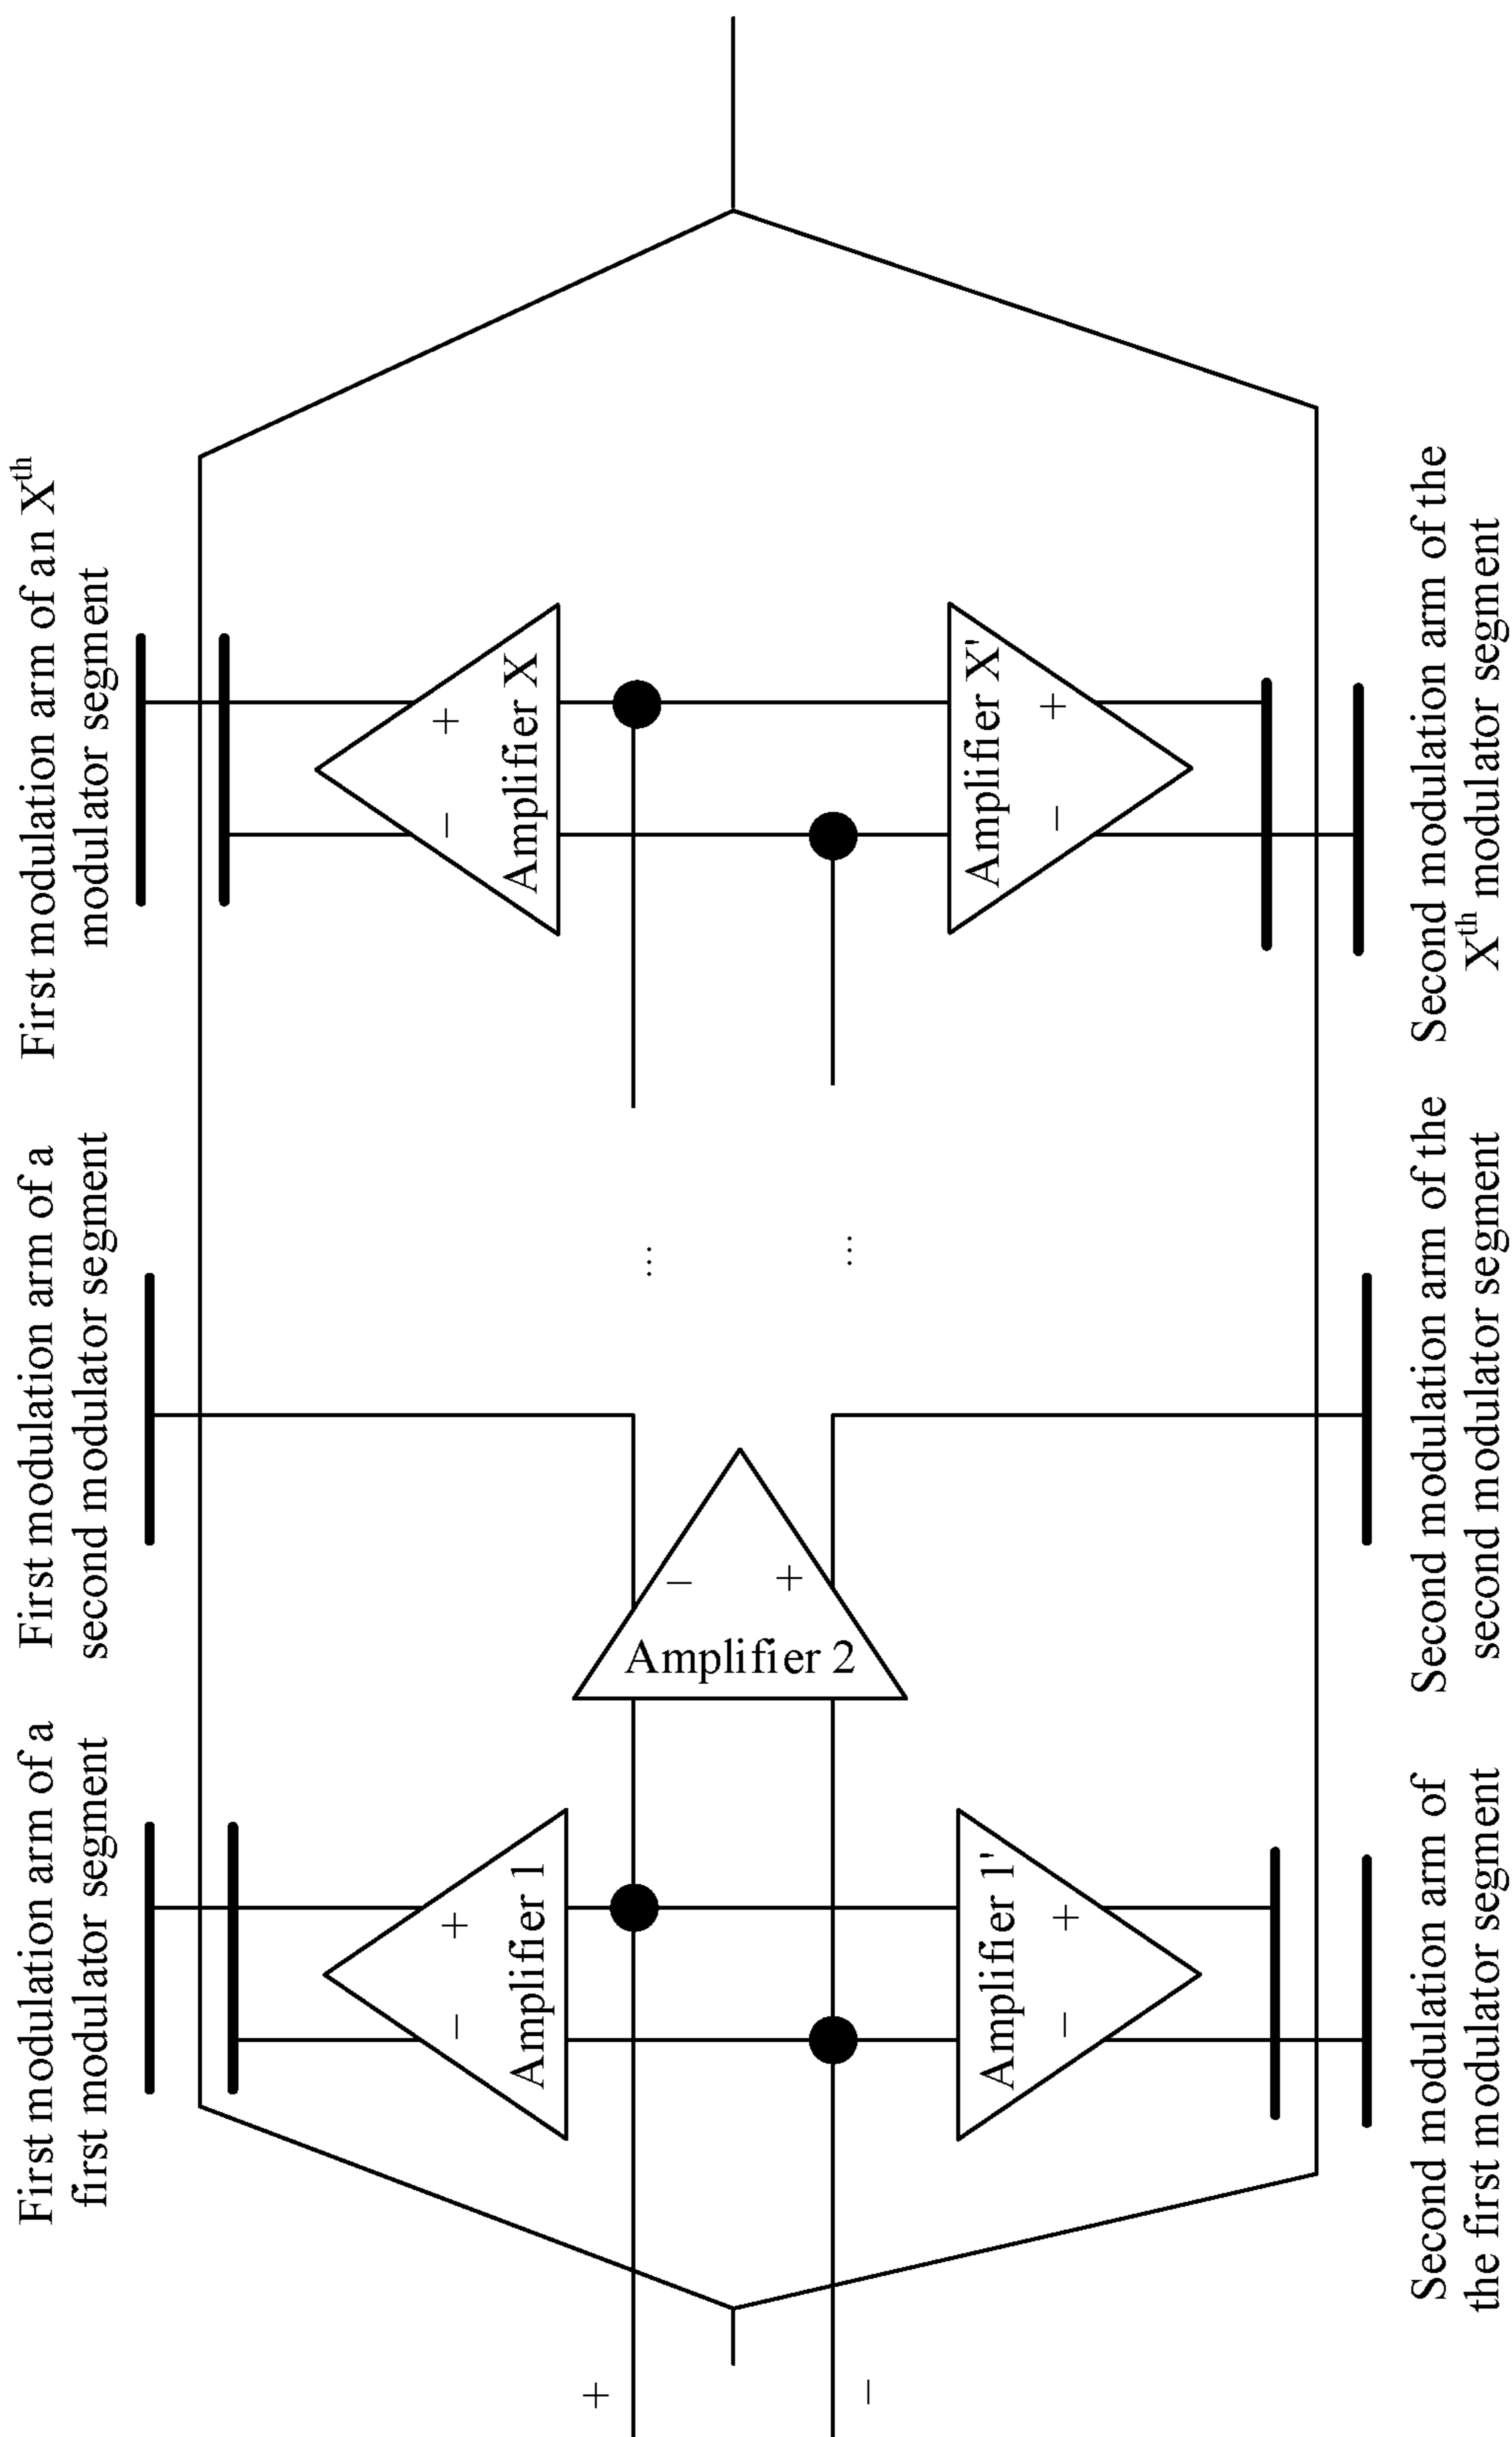 First modulation arm of a
first modulator segment
First modulation arm of a
second modulator segment
First modulation arm of an Xth
modulator segment
− +
Amplifier 1
− +
Amplifier X
+
−
Amplifier 2
−
+
...
...
Amplifier 1'
− +
Amplifier X'
− +
Second modulation arm of
the first modulator segment
Second modulation arm of the
second modulator segment
Second modulation arm of the
Xth modulator segment